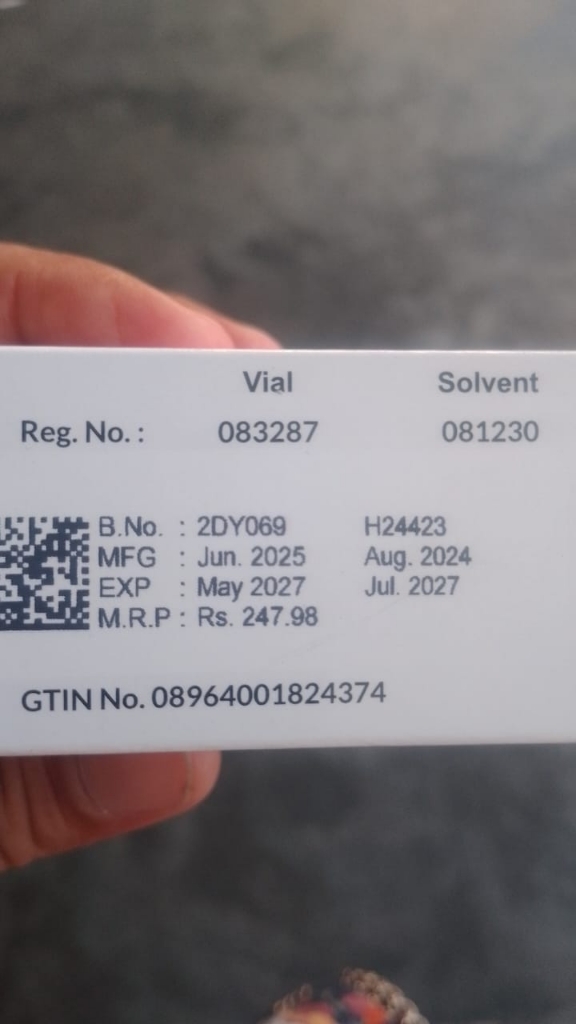 Vial Solvent
Reg. No. : 083287 081230
B.No. : 2DY069 H24423
MFG : Jun. 2025 Aug. 2024
EXP : May 2027 Jul. 2027
M.R.P : Rs. 247.98
GTIN No. 08964001824374